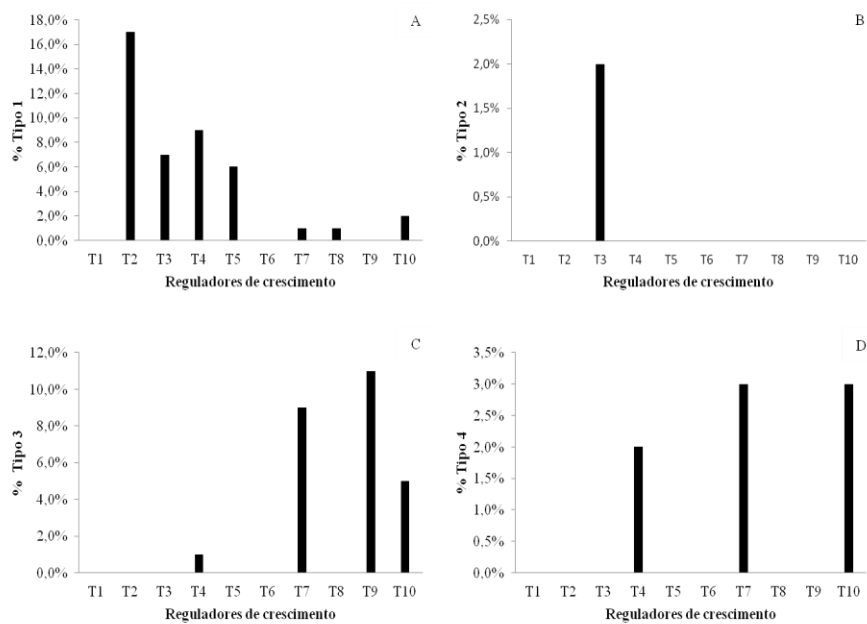 A
% Tipo 1
18,0%
16,0%
14,0%
12,0%
10,0%
8,0%
6,0%
4,0%
2,0%
0,0%
T1 T2 T3 T4 T5 T6 T7 T8 T9 T10
Reguladores de crescimento
B
% Tipo 2
2,5%
2,0%
1,5%
1,0%
0,5%
0,0%
T1 T2 T3 T4 T5 T6 T7 T8 T9 T10
Reguladores de crescimento
C
% Tipo 3
12,0%
10,0%
8,0%
6,0%
4,0%
2,0%
0,0%
T1 T2 T3 T4 T5 T6 T7 T8 T9 T10
Reguladores de crescimento
D
% Tipo 4
3,5%
3,0%
2,5%
2,0%
1,5%
1,0%
0,5%
0,0%
T1 T2 T3 T4 T5 T6 T7 T8 T9 T10
Reguladores de crescimento